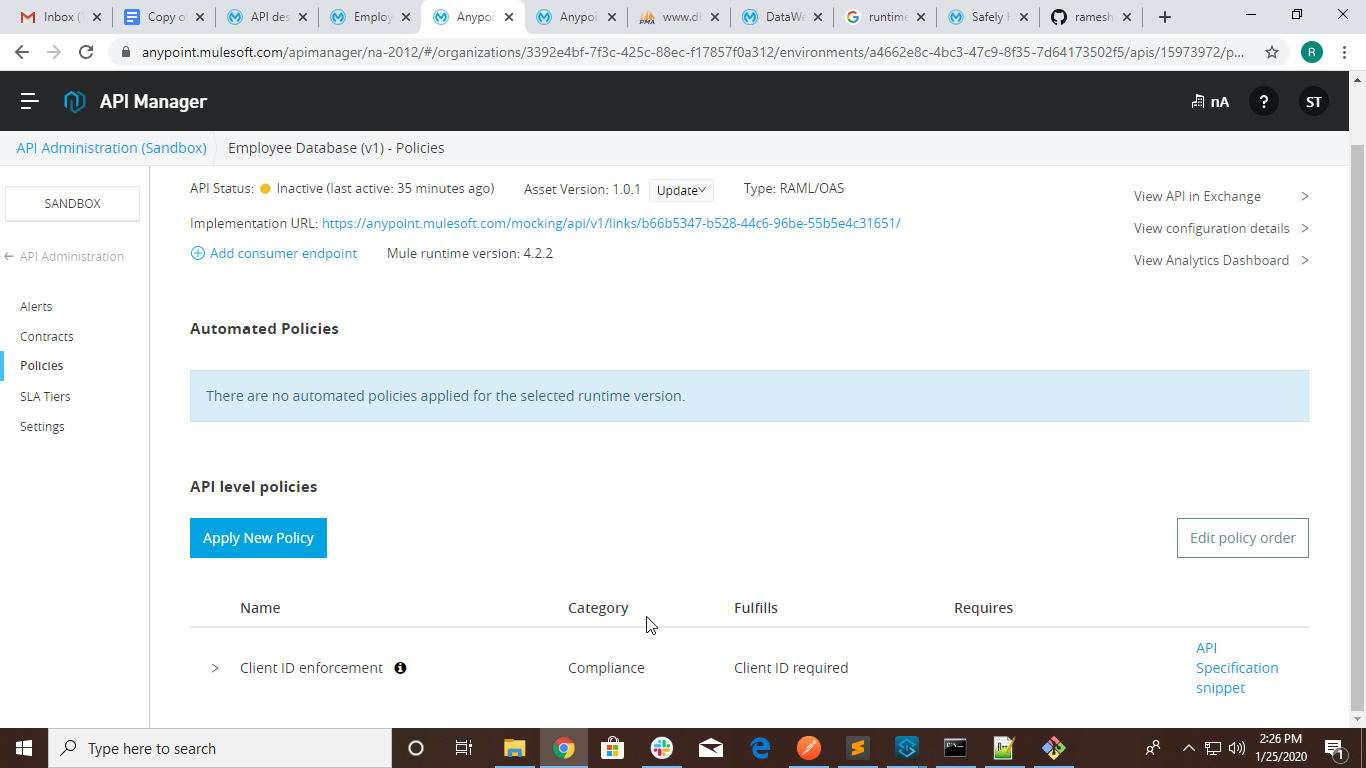 Inbox (
Copy o
API des
Employ
Anypoi
Anypoi
PMA
www.dl
DataWe
G
runtime
Safely
ramesh
anypoint.mulesoft.com/apimanager/na-2012/#/organizations/3392e4bf-7f3c-425c-88ec-f17857f0a312/environments/a4662e8c-4bc3-47c9-8f35-7d64173502f5/apis/15973972/p...
R
API Manager
nA
?
ST
API Administration (Sandbox)
Employee Database (v1) - Policies
SANDBOX
API Administration
Alerts
Contracts
Policies
SLA Tiers
Settings
API Status: Inactive (last active: 35 minutes ago)
Asset Version: 1.0.1
Update
Type: RAML/OAS
Implementation URL: https://anypoint.mulesoft.com/mocking/api/v1/links/b66b5347-b528-44c6-96be-55b5e4c31651/
Add consumer endpoint
Mule runtime version: 4.2.2
View API in Exchange
View configuration details
View Analytics Dashboard
Automated Policies
There are no automated policies applied for the selected runtime version.
API level policies
Apply New Policy
Edit policy order
Name
Category
Fulfills
Requires
Client ID enforcement
Compliance
Client ID required
API
Specification
snippet
Type here to search
2:26 PM
1/25/2020
1